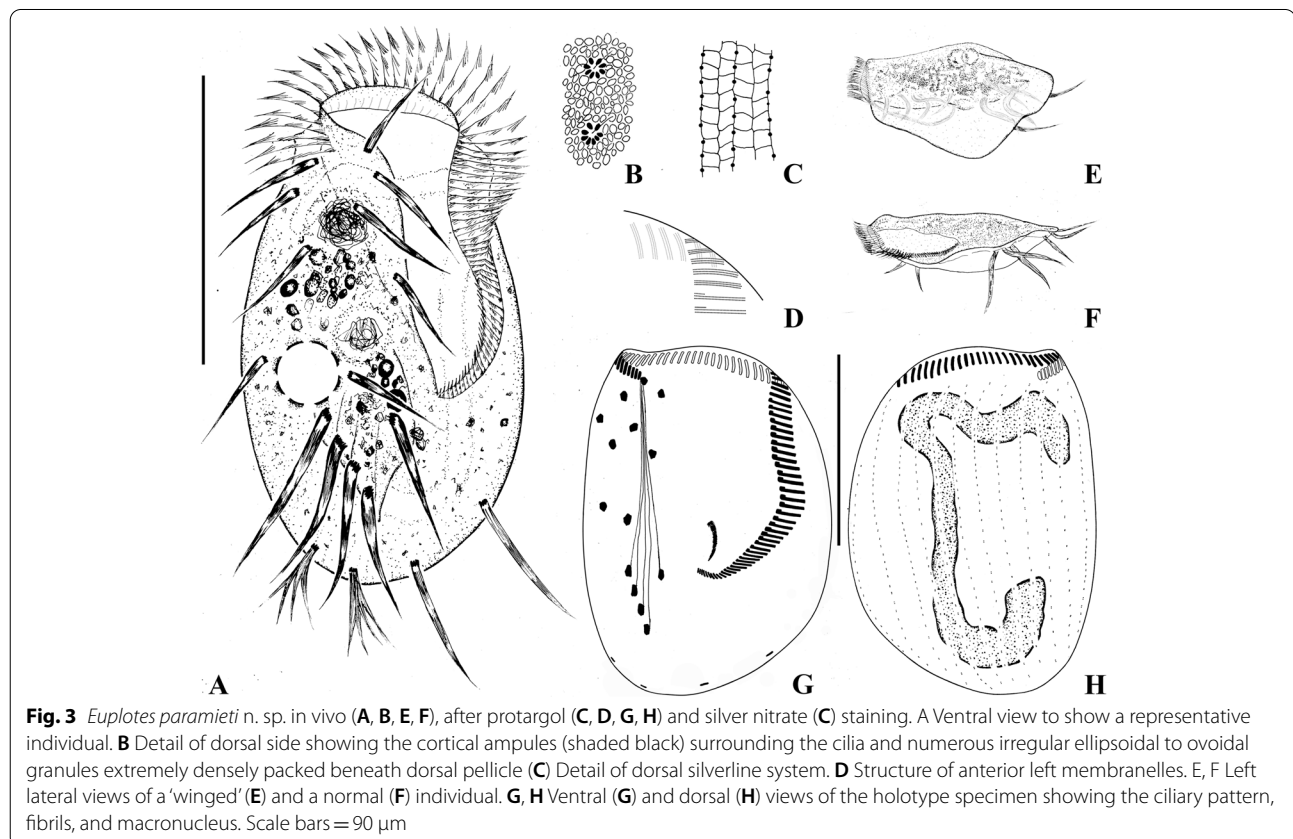 B
C
E
D
F
A
G
H
Fig. 3 Euplotes paramieti n. sp. in vivo (A, B, E, F), after protargol (C, D, G, H) and silver nitrate (C) staining. A Ventral view to show a representative
individual. B Detail of dorsal side showing the cortical ampules (shaded black) surrounding the cilia and numerous irregular ellipsoidal to ovoidal
granules extremely densely packed beneath dorsal pellicle (C) Detail of dorsal silverline system. D Structure of anterior left membranelles. E, F Left
lateral views of a ‘winged’ (E) and a normal (F) individual. G, H Ventral (G) and dorsal (H) views of the holotype specimen showing the ciliary pattern,
fibrils, and macronucleus. Scale bars = 90 μm